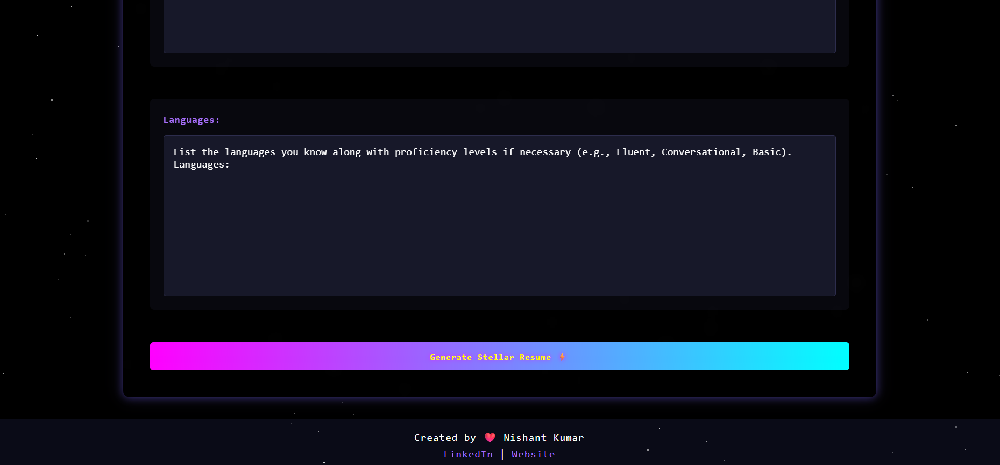 Languages:
List the languages you know along with proficiency levels if necessary (e.g., Fluent, Conversational, Basic).
Languages:
Generate Stellar Resume ⚡
Created by ❤️ Nishant Kumar
LinkedIn | Website